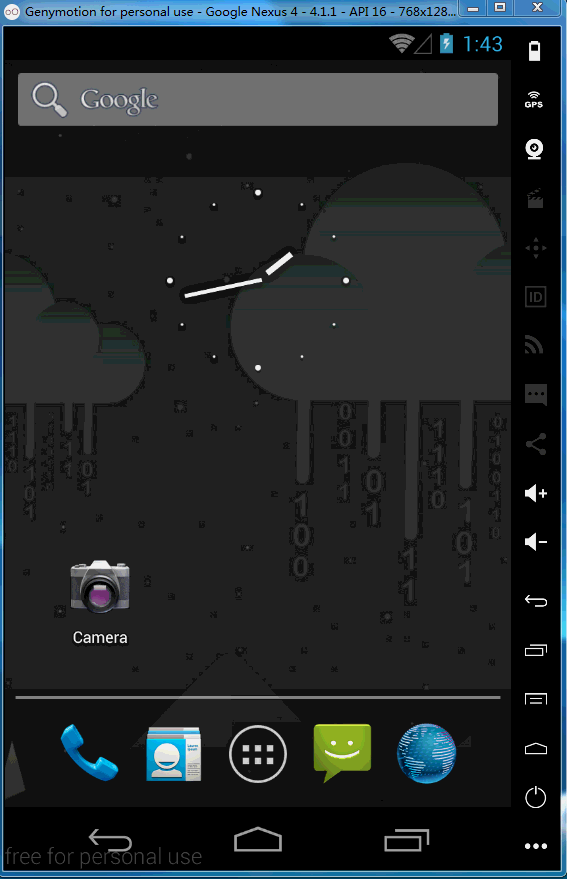 Genymotion for personal use - Google Nexus 4 - 4.1.1 - API 16 - 768x128...
1:43
GPS
Google
ID
Camera
free for personal use